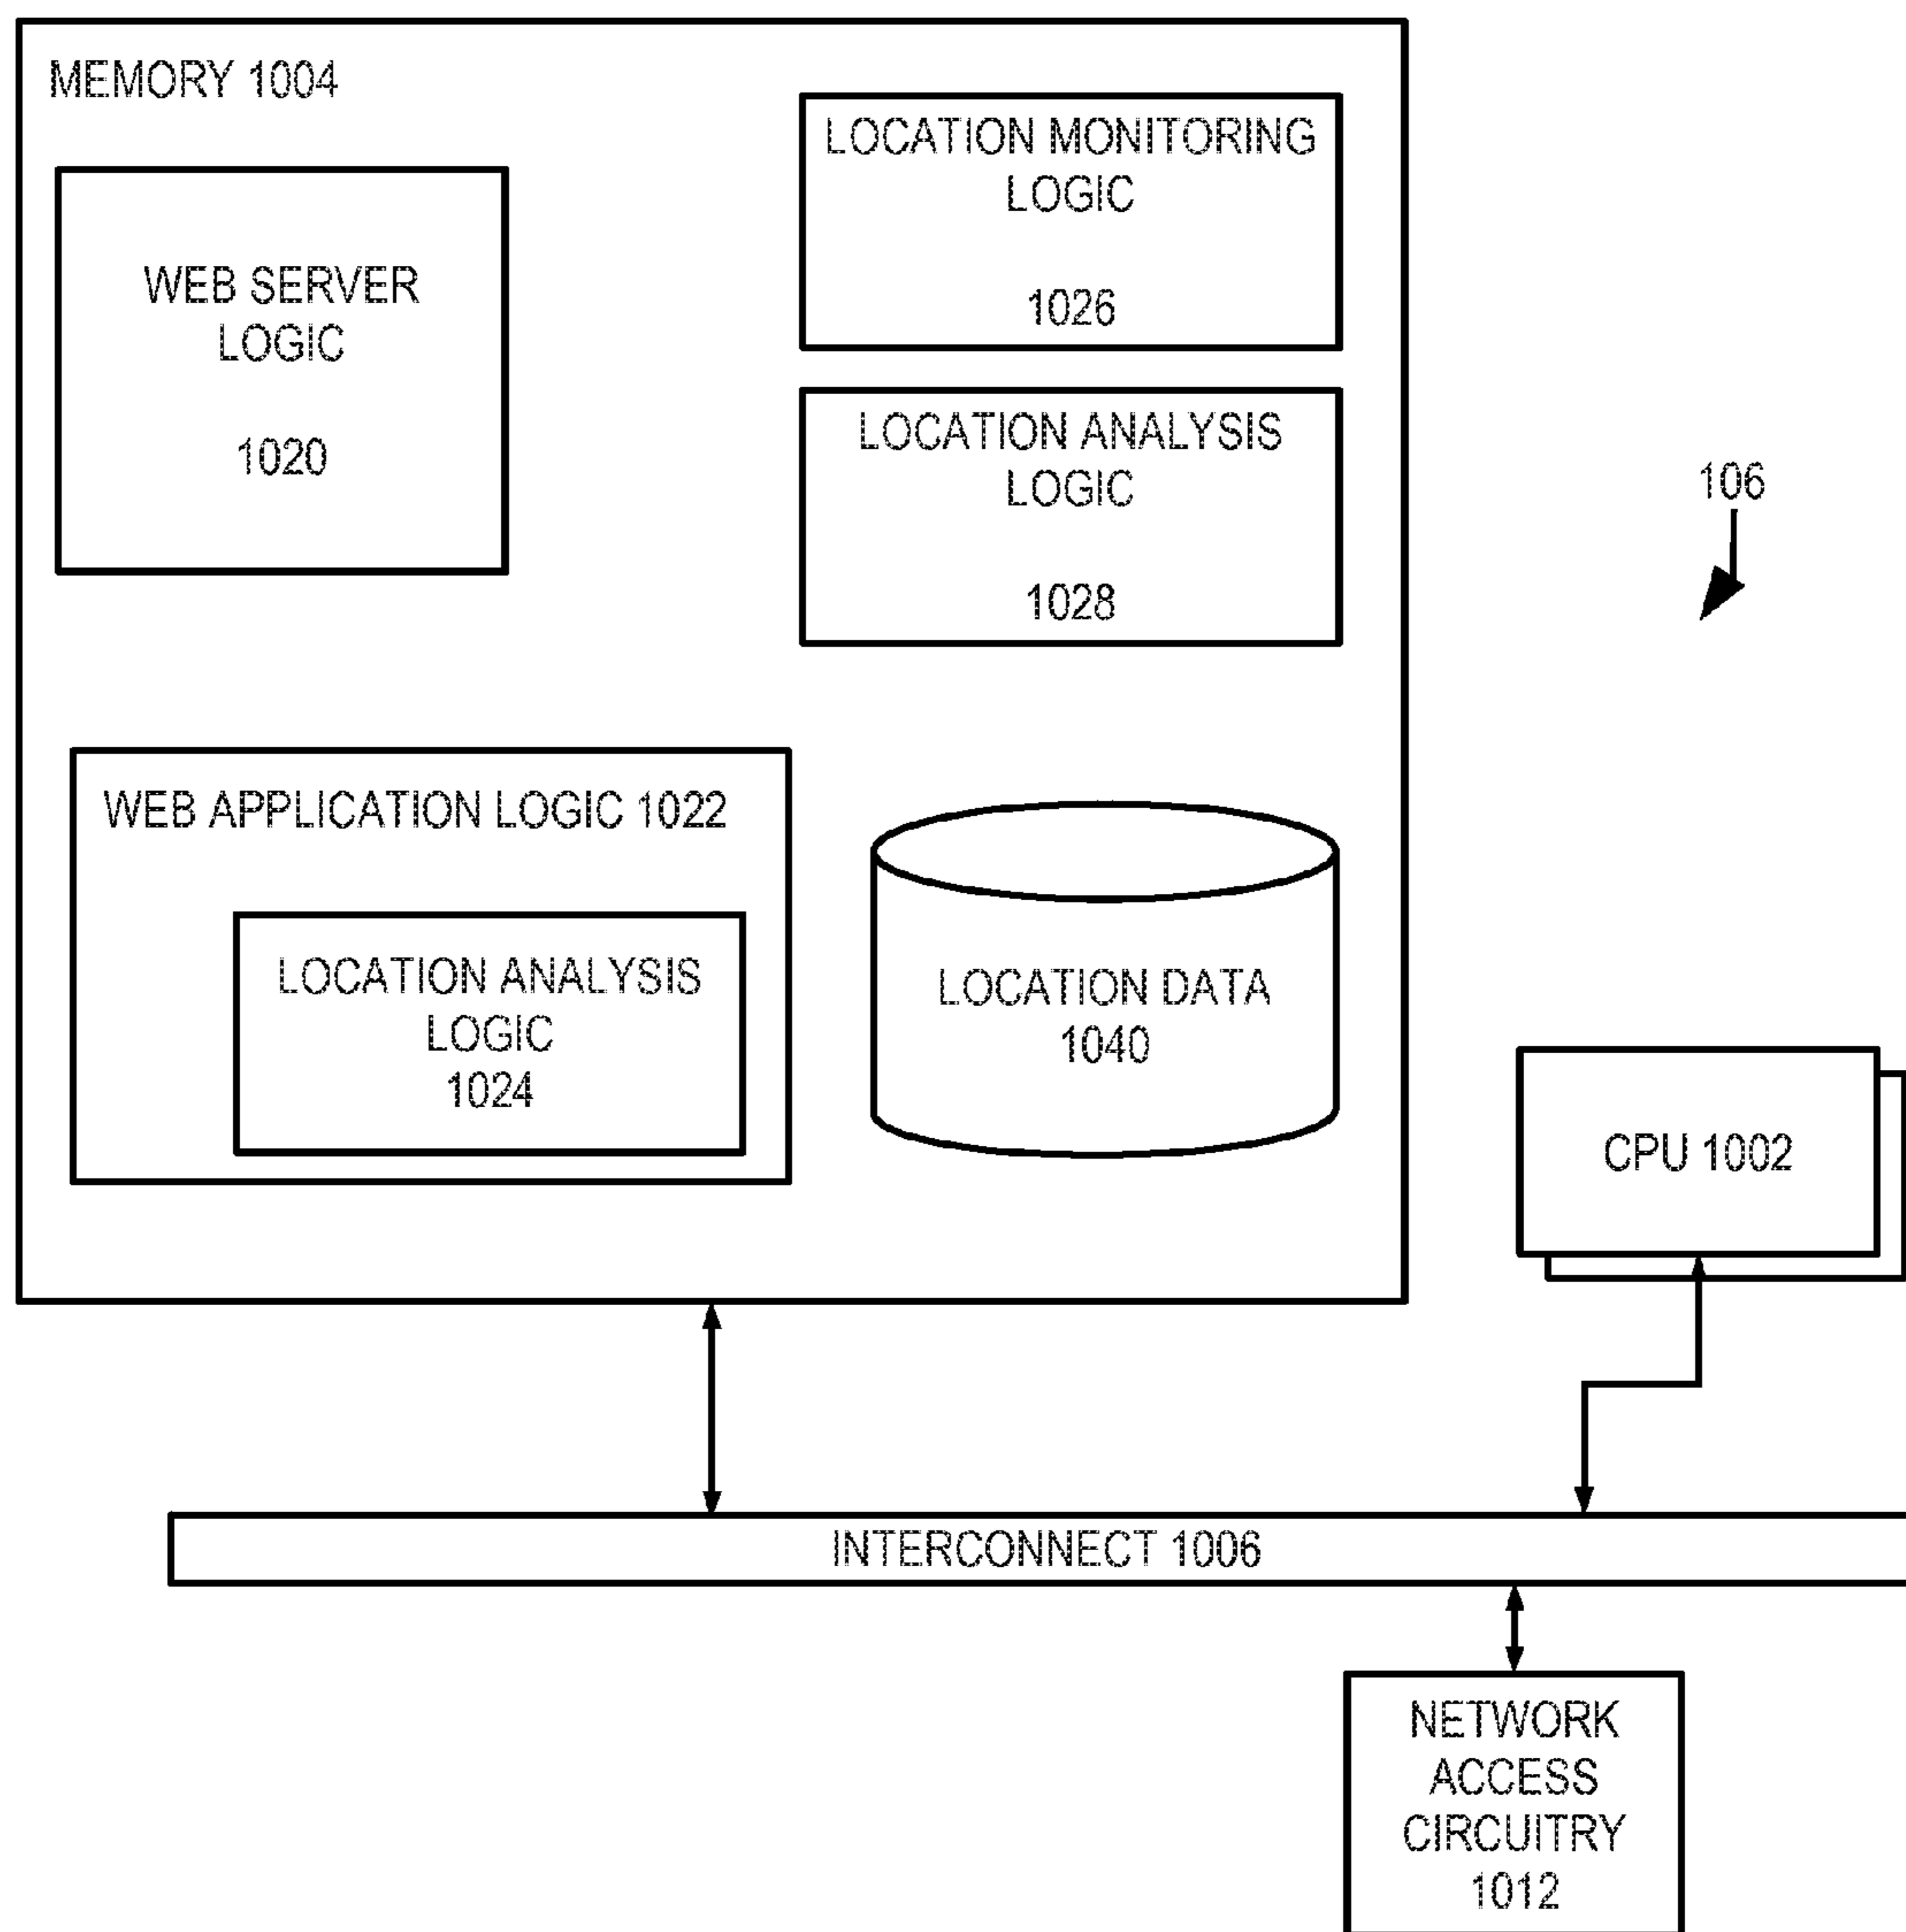 MEMORY 1004
LOCATION MONITORING
LOGIC
1026
WEB SERVER
LOGIC
1020
LOCATION ANALYSIS
LOGIC
1028
106
WEB APPLICATION LOGIC 1022
LOCATION ANALYSIS
LOGIC
1024
LOCATION DATA
1040
CPU 1002
INTERCONNECT 1006
NETWORK
ACCESS
CIRCUITRY
1012